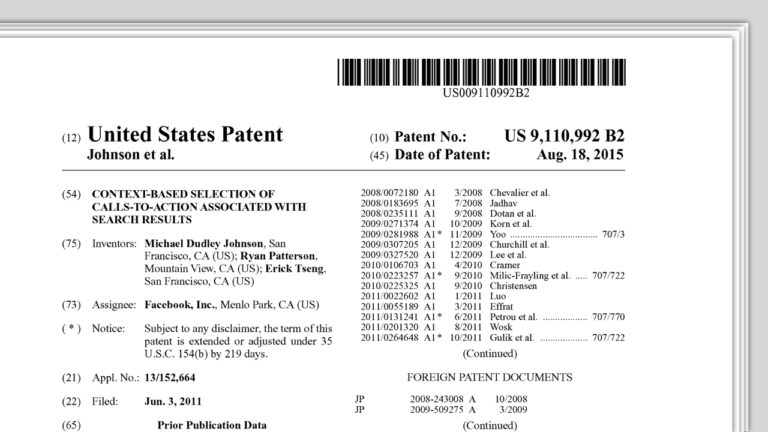 US009110992B2
(12) United States Patent
Johnson et al.
(10) Patent No.: US 9,110,992 B2
(45) Date of Patent: Aug. 18, 2015
(54) CONTEXT-BASED SELECTION OF
CALLS-TO-ACTION ASSOCIATED WITH
SEARCH RESULTS
(75) Inventors: Michael Dudley Johnson, San
Francisco, CA (US); Ryan Patterson,
Mountain View, CA (US); Erick Tseng,
San Francisco, CA (US)
(73) Assignee: Facebook, Inc., Menlo Park, CA (US)
( * ) Notice: Subject to any disclaimer, the term of this
patent is extended or adjusted under 35
U.S.C. 154(b) by 219 days.
(21) Appl. No.: 13/152,664
(22) Filed: Jun. 3, 2011
(65) Prior Publication Data
2008/0072180 A1 3/2008 Chevalier et al.
2008/0183695 A1 7/2008 Jadhav
2008/0235111 A1 9/2008 Dotan et al.
2009/0271374 A1 10/2009 Korn et al.
2009/0281988 A1* 11/2009 Yoo .................................. 707/3
2009/0307205 A1 12/2009 Churchill et al.
2009/0327520 A1 12/2009 Lee et al.
2010/0106703 A1 4/2010 Cramer
2010/0223257 A1* 9/2010 Milic-Frayling et al. ..... 707/722
2010/0225325 A1 9/2010 Christensen
2011/0022602 A1 1/2011 Luo
2011/0055189 A1 3/2011 Effrat
2011/0131241 A1* 6/2011 Petrou et al. .................. 707/770
2011/0201320 A1 8/2011 Wosk
2011/0264648 A1* 10/2011 Gulik et al. .................. 707/722
(Continued)
FOREIGN PATENT DOCUMENTS
JP 2008-243008 A 10/2008
JP 2009-509275 A 3/2009
(Continued)